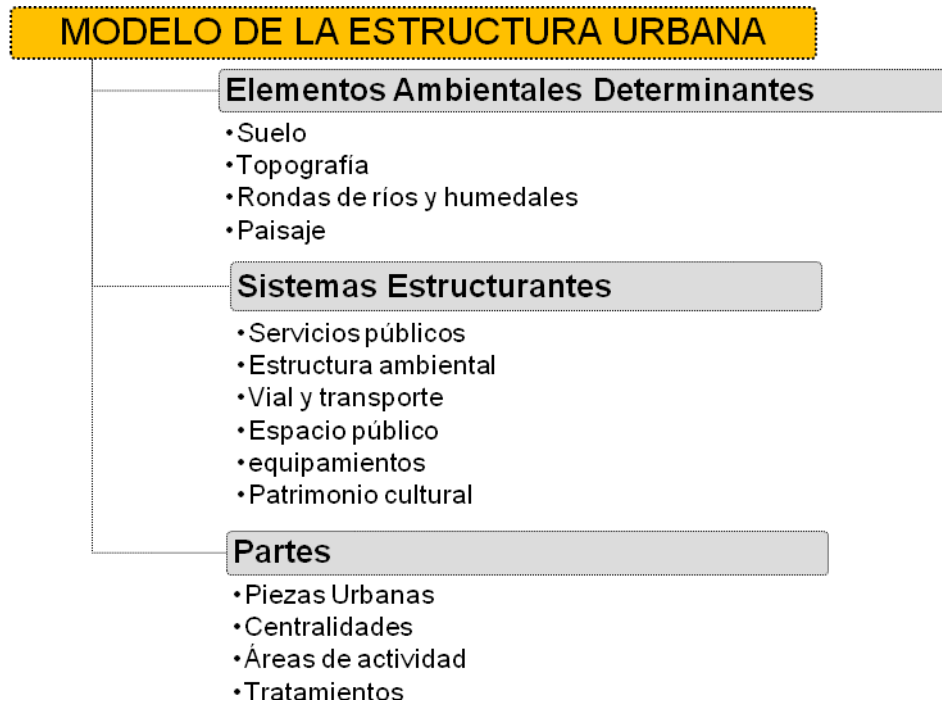 MODELO DE LA ESTRUCTURA URBANA
Elementos Ambientales Determinantes
•Suelo
•Topografía
•Rondas de ríos y humedales
•Paisaje
Sistemas Estructurantes
•Servicios públicos
•Estructura ambiental
•Vial y transporte
•Espacio público
•equipamientos
•Patrimonio cultural
Partes
•Piezas Urbanas
•Centralidades
•Áreas de actividad
•Tratamientos